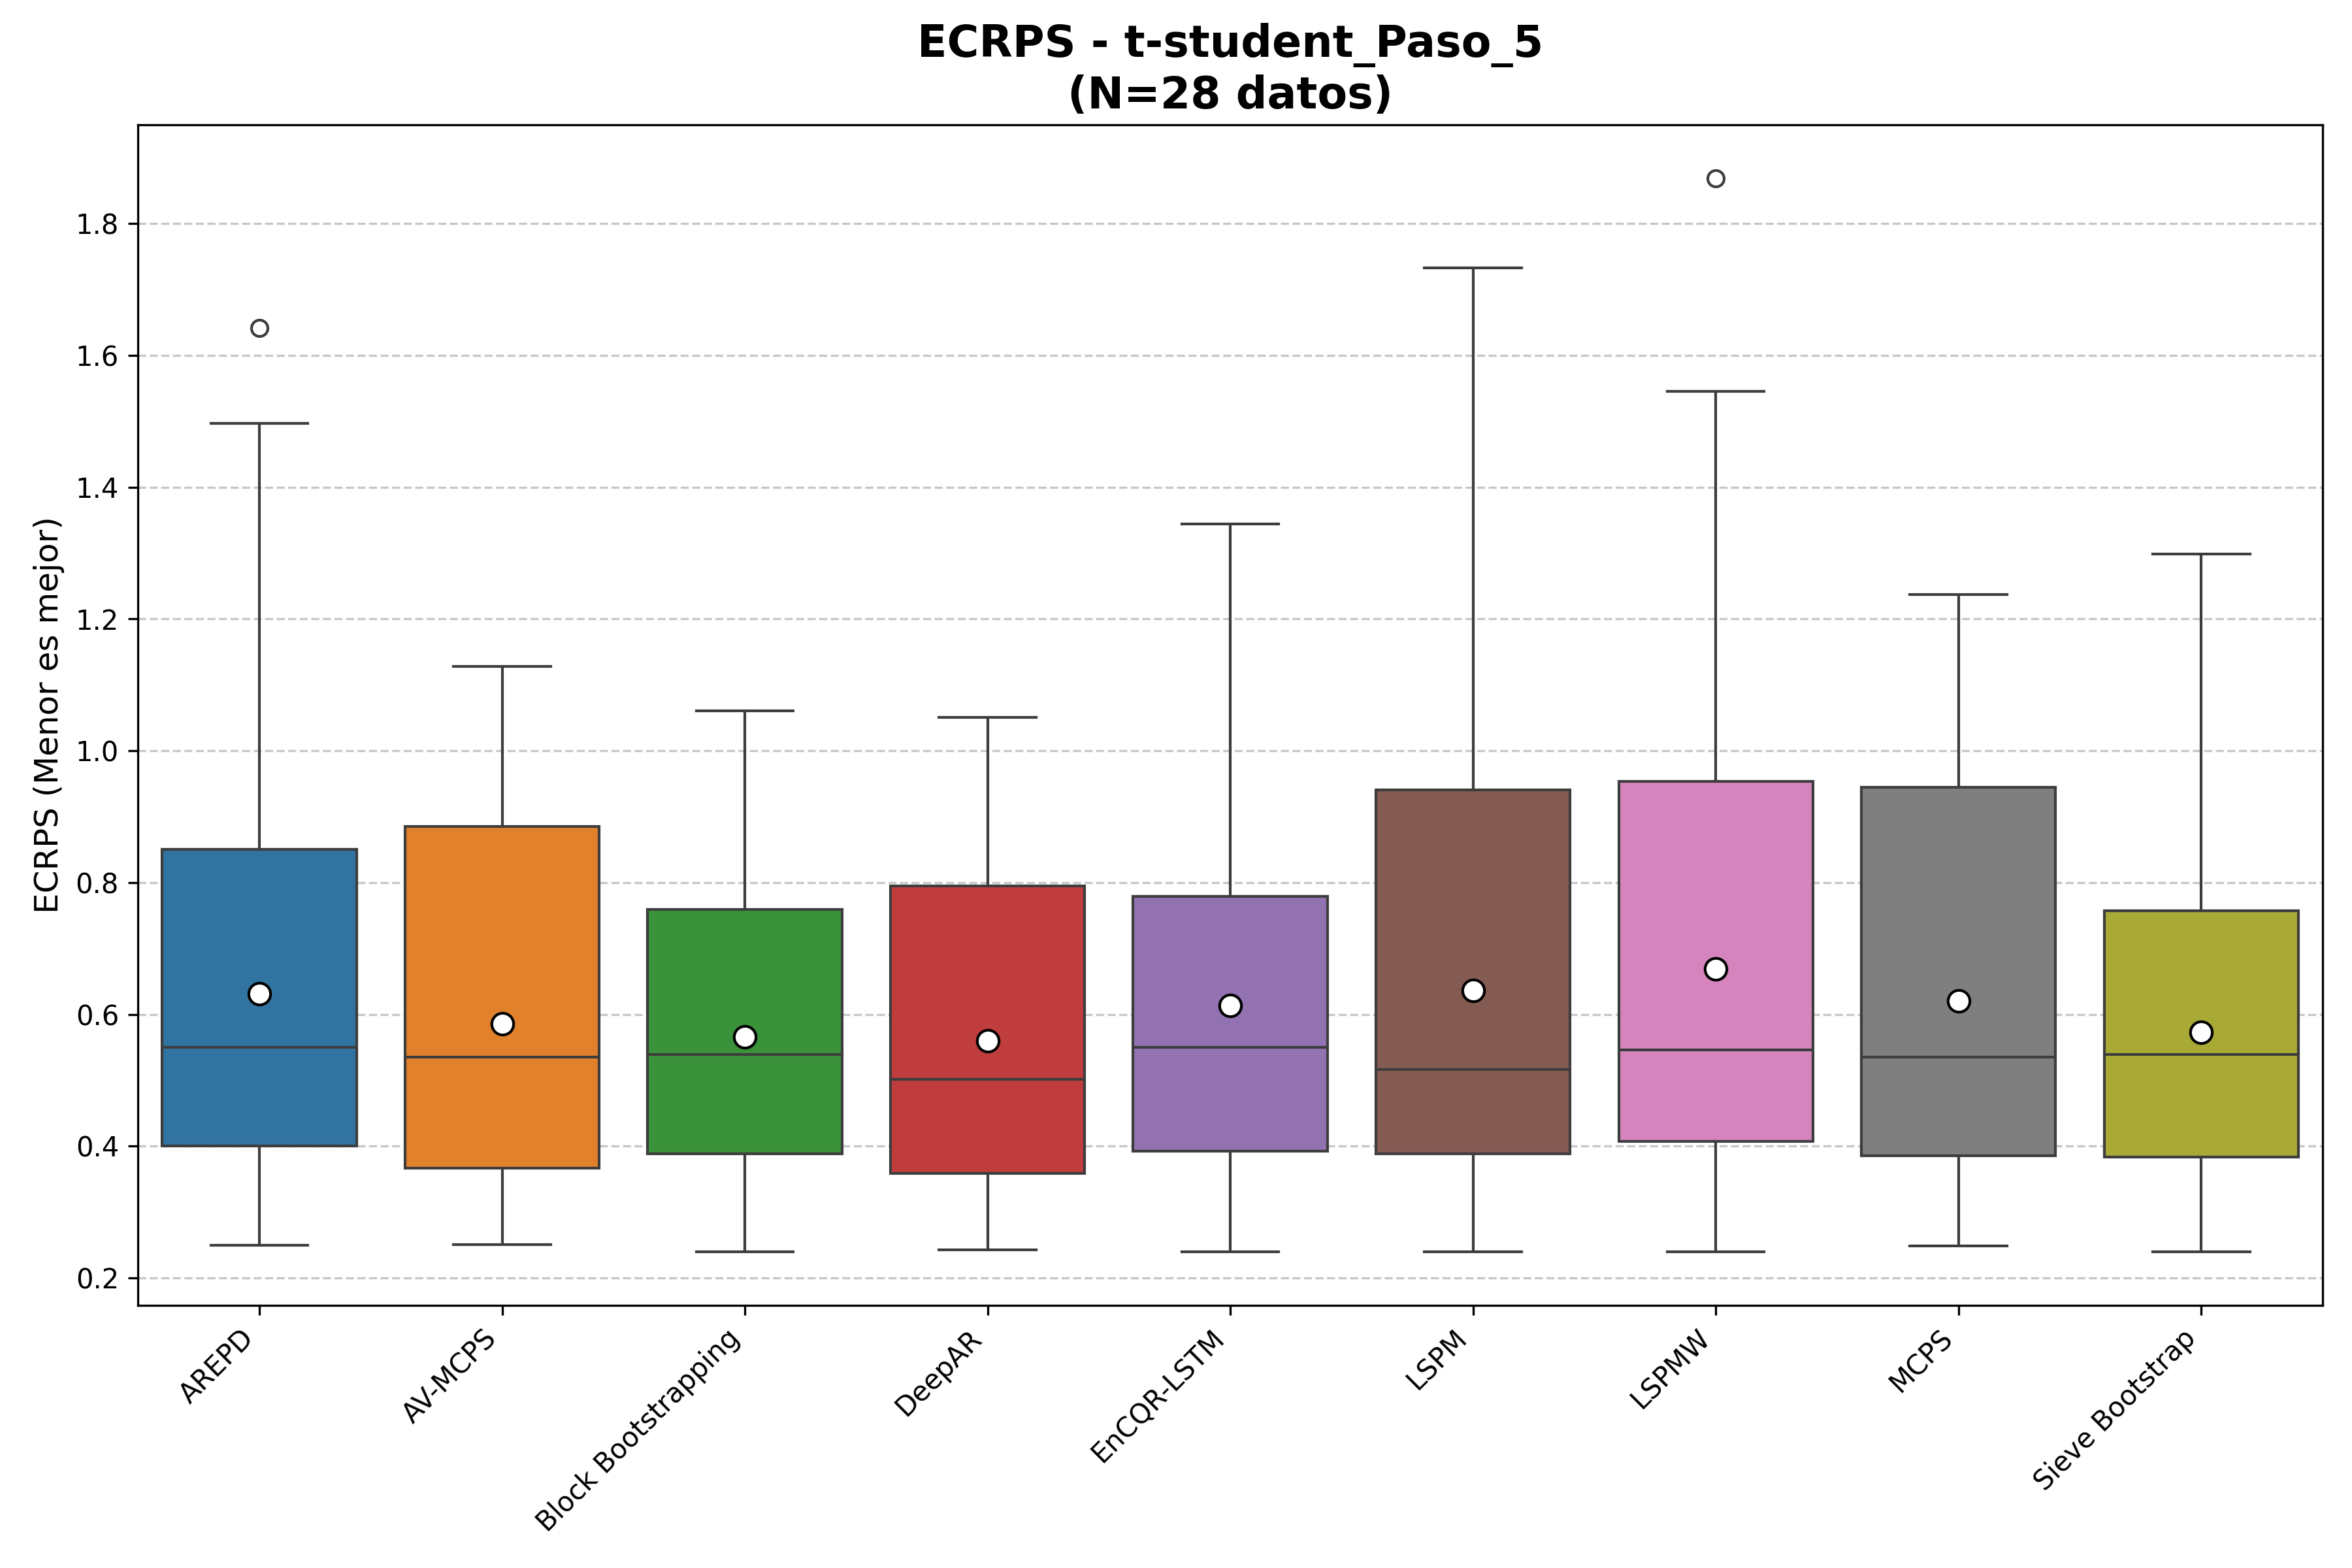 ECRPS - t-student_Paso_5
(N=28 datos)
ECRPS (Menor es mejor)
1.8
1.6
1.4
1.2
1.0
0.8
0.6
0.4
0.2
AREPD
AV-MCPS
Block Bootstrapping
DeepAR
EnCQR-LSTM
LSPM
LSPMW
MCPS
Sieve Bootstrap